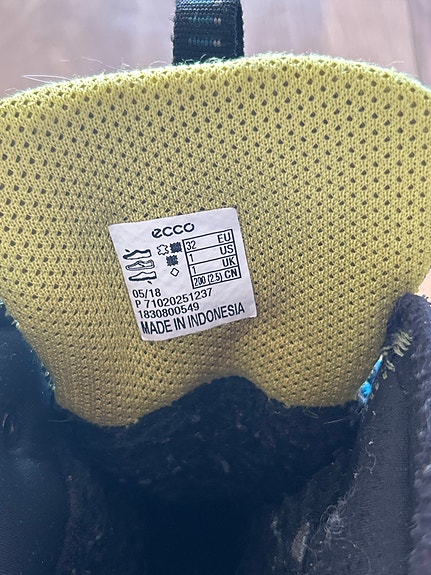 ecco
32 EU
1 US
1 UK
200 (2.5) CN
05/18
P 71020251237
1830800549
MADE IN INDONESIA